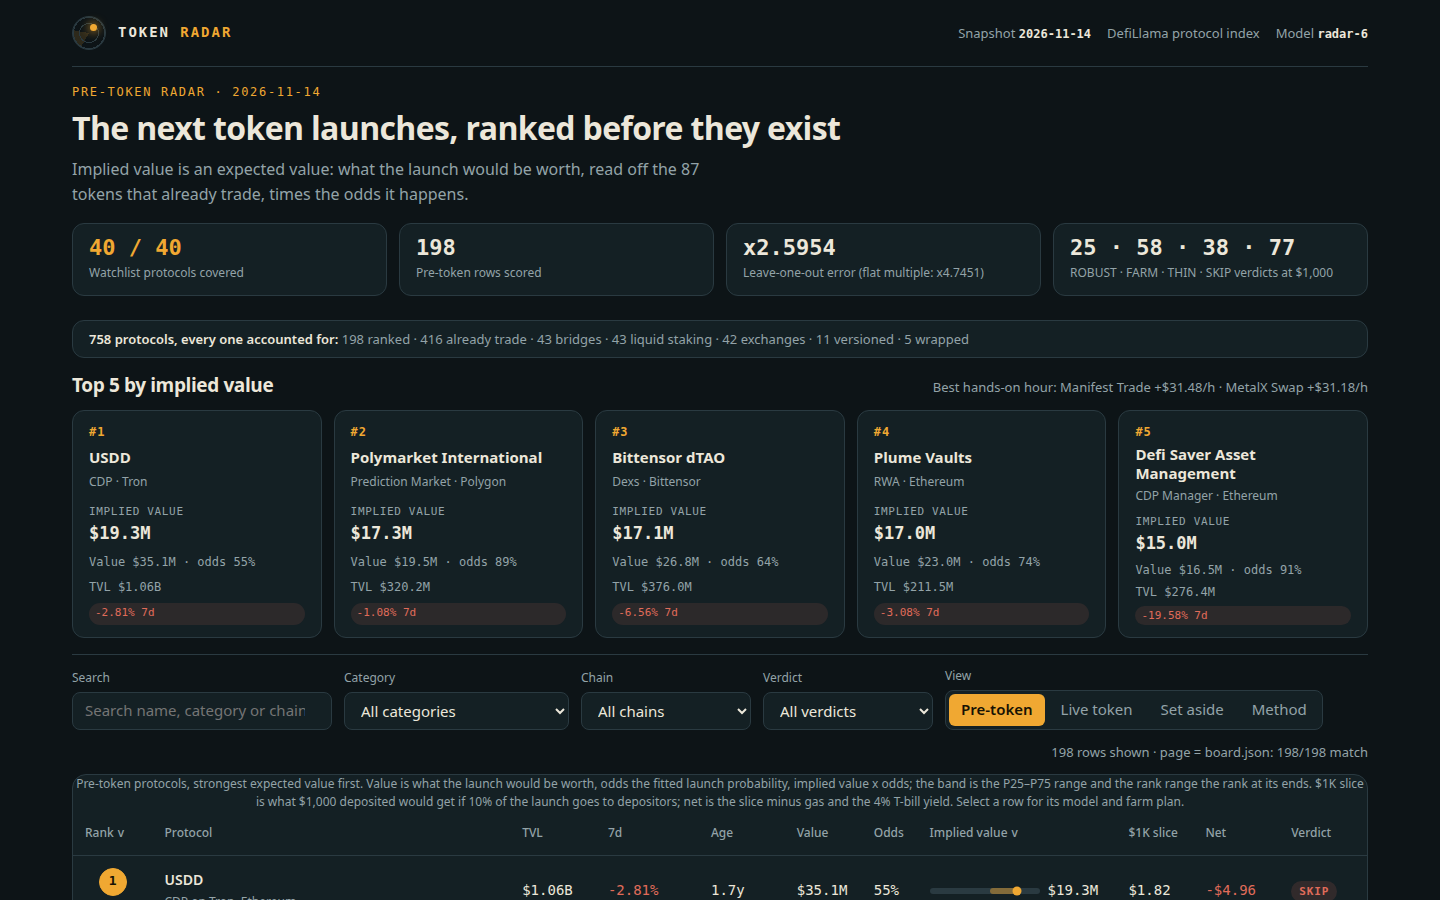 TOKEN RADAR
Snapshot 2026-11-14 DefiLlama protocol index Model radar-6
PRE-TOKEN RADAR · 2026-11-14
The next token launches, ranked before they exist
Implied value is an expected value: what the launch would be worth, read off the 87
tokens that already trade, times the odds it happens.
40 / 40
Watchlist protocols covered
198
Pre-token rows scored
x2.5954
Leave-one-out error (flat multiple: x4.7451)
25 · 58 · 38 · 77
ROBUST · FARM · THIN · SKIP verdicts at $1,000
758 protocols, every one accounted for: 198 ranked · 416 already trade · 43 bridges · 43 liquid staking · 42 exchanges · 11 versioned · 5 wrapped
Top 5 by implied value
Best hands-on hour: Manifest Trade +$31.48/h · MetalX Swap +$31.18/h
#1
USDD
CDP · Tron
IMPLIED VALUE
$19.3M
Value $35.1M · odds 55%
TVL $1.06B
-2.81% 7d
#2
Polymarket International
Prediction Market · Polygon
IMPLIED VALUE
$17.3M
Value $19.5M · odds 89%
TVL $320.2M
-1.08% 7d
#3
Bittensor dTAO
Dexs · Bittensor
IMPLIED VALUE
$17.1M
Value $26.8M · odds 64%
TVL $376.0M
-6.56% 7d
#4
Plume Vaults
RWA · Ethereum
IMPLIED VALUE
$17.0M
Value $23.0M · odds 74%
TVL $211.5M
-3.08% 7d
#5
Defi Saver Asset
Management
CDP Manager · Ethereum
IMPLIED VALUE
$15.0M
Value $16.5M · odds 91%
TVL $276.4M
-19.58% 7d
Search Category Chain Verdict View
Search name, category or chain All categories All chains All verdicts Pre-token Live token Set aside Method
198 rows shown · page = board.json: 198/198 match
Pre-token protocols, strongest expected value first. Value is what the launch would be worth, odds the fitted launch probability, implied value x odds; the band is the P25–P75 range and the rank range the rank at its ends. $1K slice
is what $1,000 deposited would get if 10% of the launch goes to depositors; net is the slice minus gas and the 4% T-bill yield. Select a row for its model and farm plan.
Rank v Protocol TVL 7d Age Value Odds Implied value v $1K slice Net Verdict
1 USDD $1.06B -2.81% 1.7y $35.1M 55% $19.3M $1.82 -$4.96 SKIP